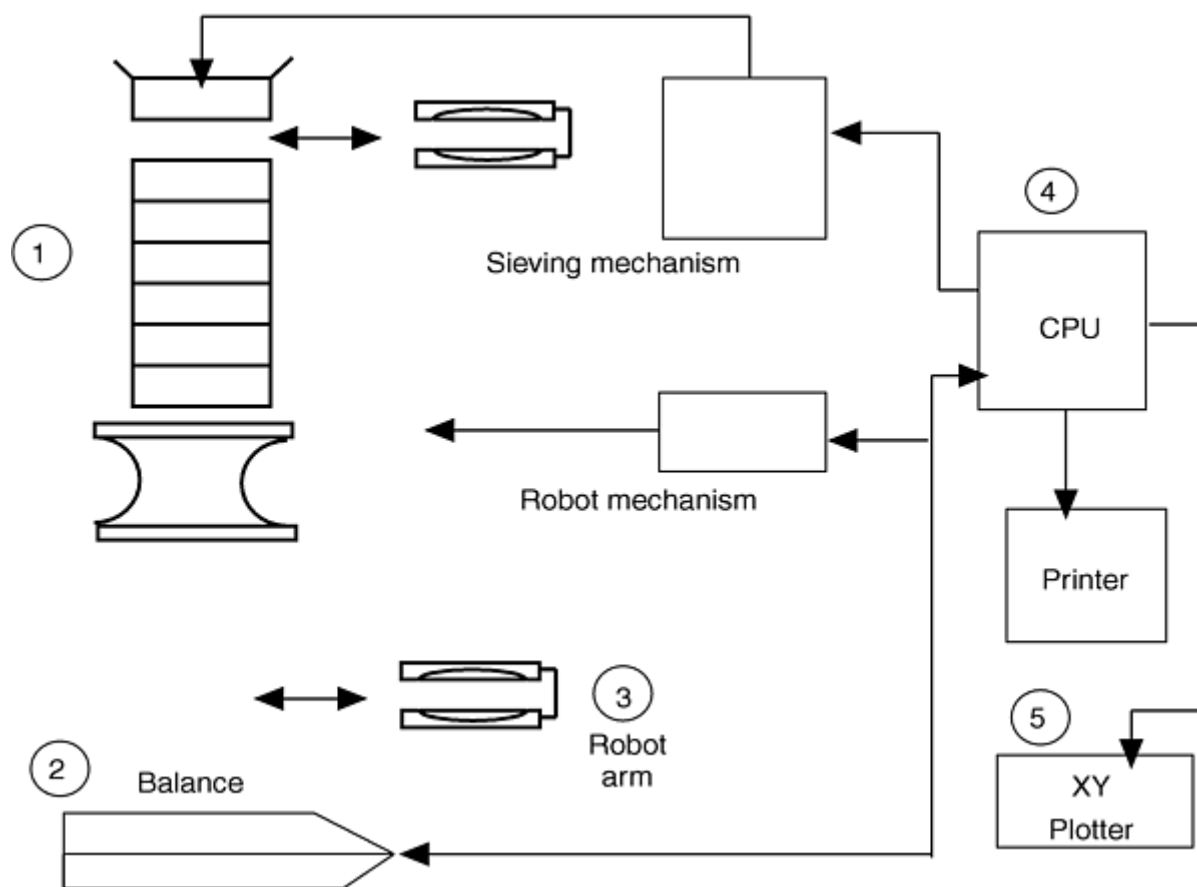 4
1
Sieving mechanism
CPU
Robot mechanism
Printer
3
Robot
arm
5
2
Balance
XY
Plotter